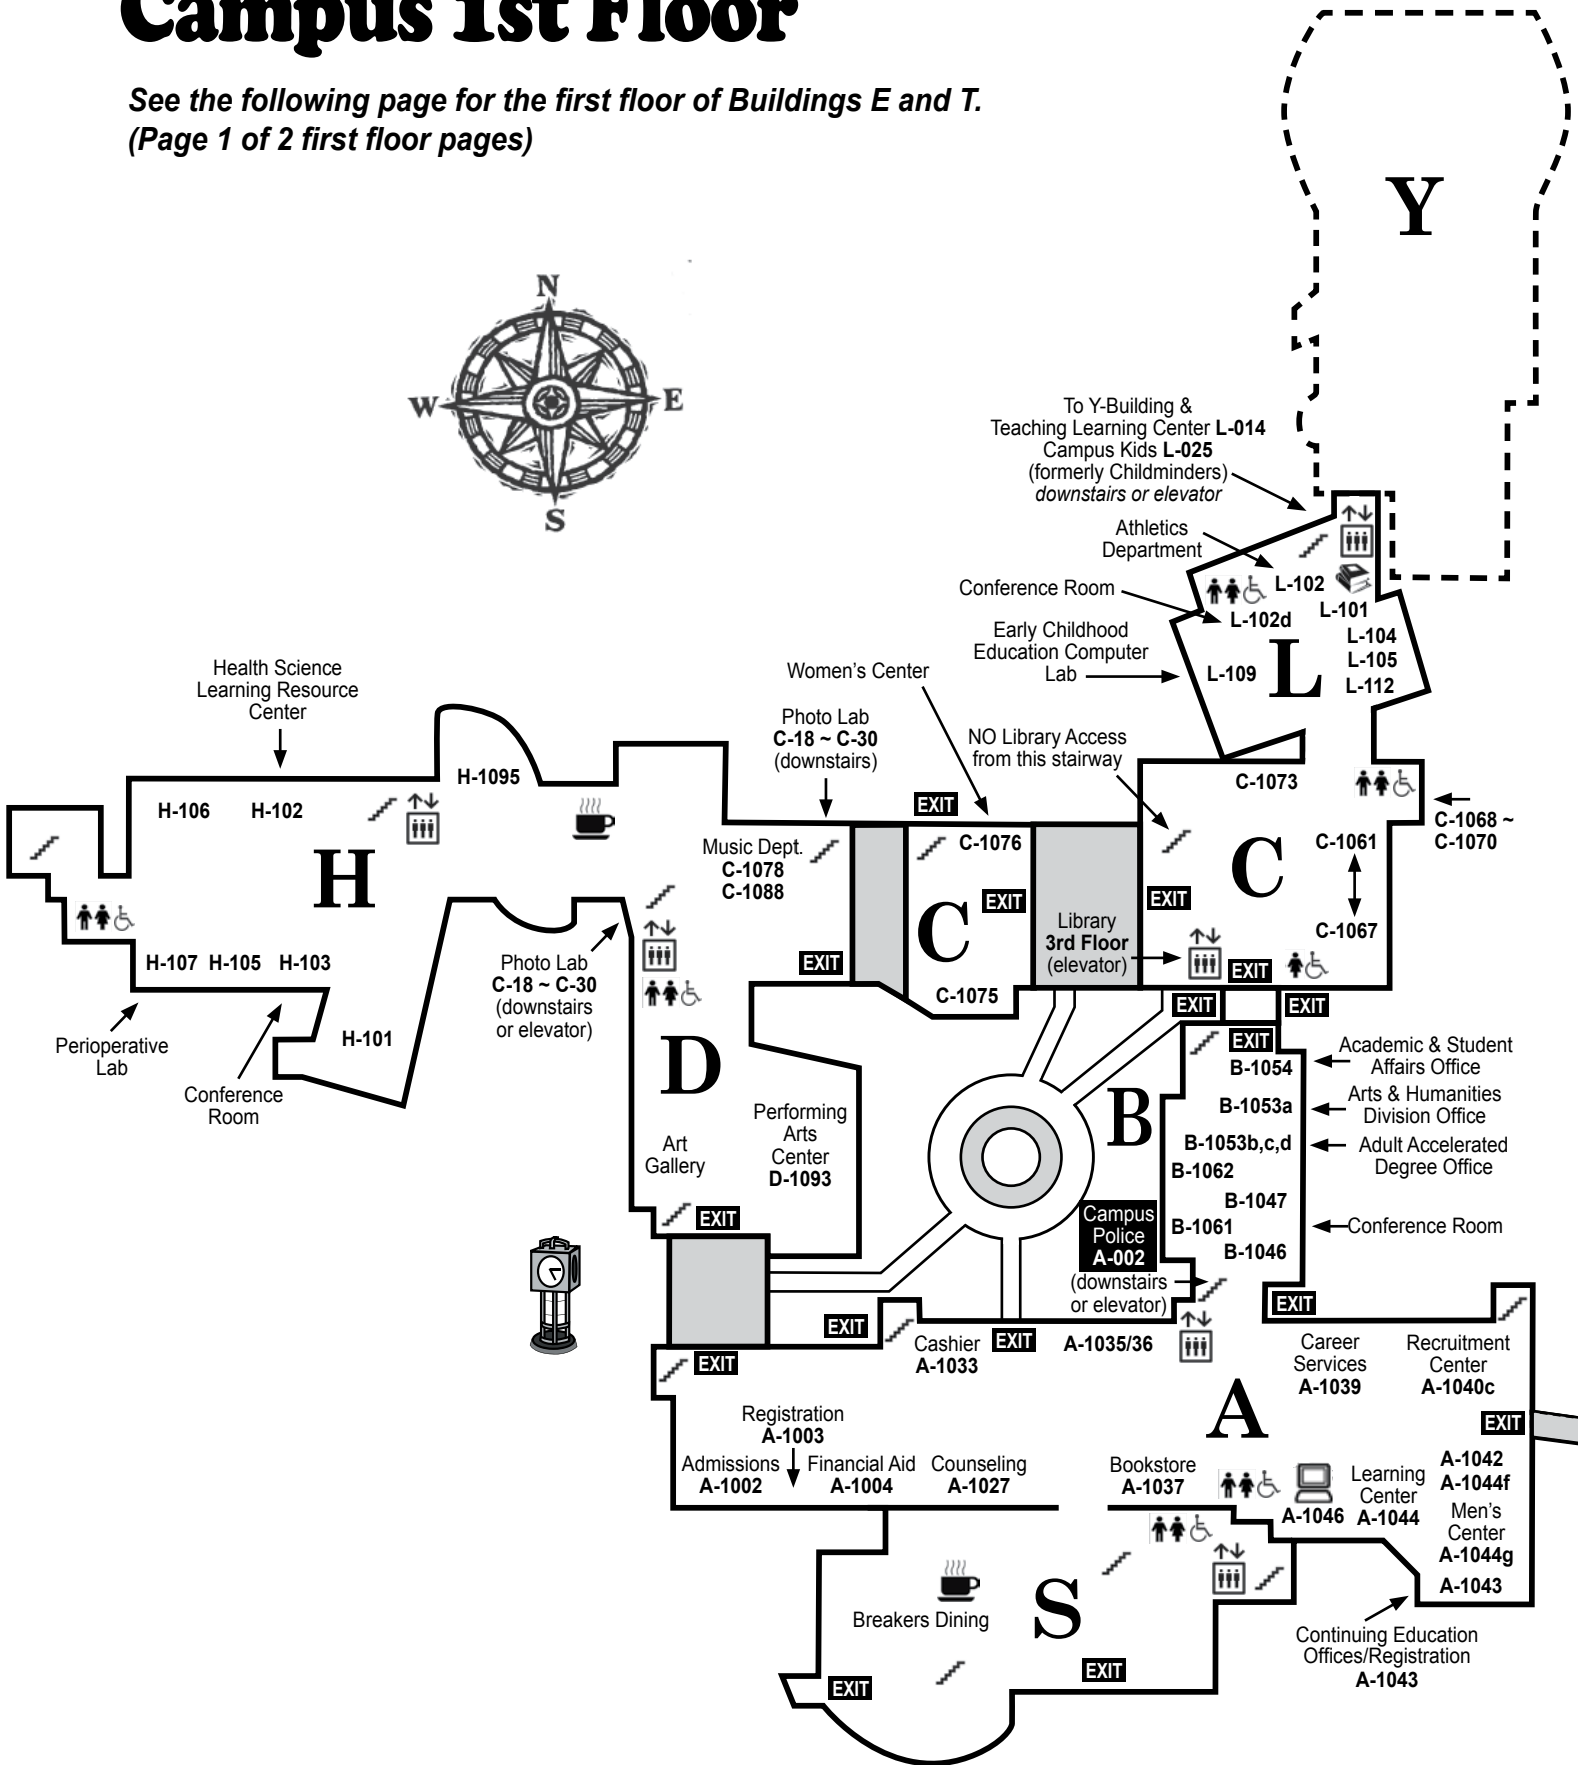 Campus 1st Floor
See the following page for the first floor of Buildings E and T.
(Page 1 of 2 first floor pages)
Y
N
W
E
S
To Y-Building &
Teaching Learning Center L-014
Campus Kids L-025
(formerly Childminders)
downstairs or elevator
Athletics
Department
L-102
Conference Room
L-102d
L-101
L-104
L-105
L-112
Early Childhood
Education Computer
Lab
L-109
L
Health Science
Learning Resource
Center
H-1095
H-106
H-102
H
H-107
H-105
H-103
H-101
Perioperative
Lab
Conference
Room
Women's Center
Photo Lab
C-18 ~ C-30
(downstairs)
NO Library Access
from this stairway
EXIT
C-1073
C-1068 ~
C-1070
C-1061
C
C-1067
EXIT
Music Dept.
C-1078
C-1088
C-1076
EXIT
C
Library
3rd Floor
(elevator)
EXIT
EXIT
C-1075
Photo Lab
C-18 ~ C-30
(downstairs
or elevator)
D
Art
Gallery
Performing
Arts
Center
D-1093
EXIT
EXIT
EXIT
EXIT
B-1054
Academic & Student
Affairs Office
B
B-1053a
Arts & Humanities
Division Office
B-1053b,c,d
Adult Accelerated
Degree Office
B-1062
B-1047
B-1061
Conference Room
B-1046
Campus
Police
A-002
(downstairs
or elevator)
EXIT
EXIT
EXIT
EXIT
Cashier
A-1033
A-1035/36
Career
Services
A-1039
Recruitment
Center
A-1040c
A
EXIT
Registration
A-1003
Admissions
A-1002
Financial Aid
A-1004
Counseling
A-1027
Bookstore
A-1037
A-1046
Learning
Center
A-1044
A-1042
A-1044f
Men's
Center
A-1044g
A-1043
Breakers Dining
S
EXIT
EXIT
Continuing Education
Offices/Registration
A-1043